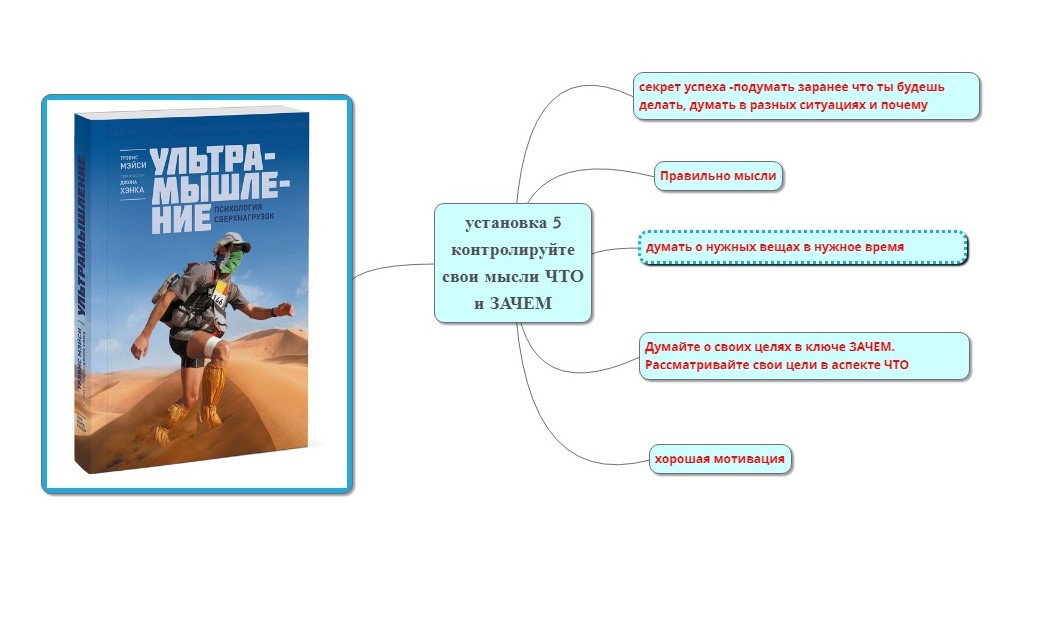 ТРЭВИС
МЭЙСИ
ДЖОНА
ХЭНКА
УЛЬТРА-
МЫШЛЕ-
НИЕ
ПСИХОЛОГИЯ
СВЕРХНАГРУЗОК
УЛЬТРАМЫШЛЕНИЕ
ТРЭВИС МЭЙСИ
166
установка 5
контролируйте
свои мысли ЧТО
и ЗАЧЕМ
секрет успеха -подумать заранее что ты будешь
делать, думать в разных ситуациях и почему
Правильно мысли
думать о нужных вещах в нужное время
Думайте о своих целях в ключе ЗАЧЕМ.
Рассматривайте свои цели в аспекте ЧТО
хорошая мотивация